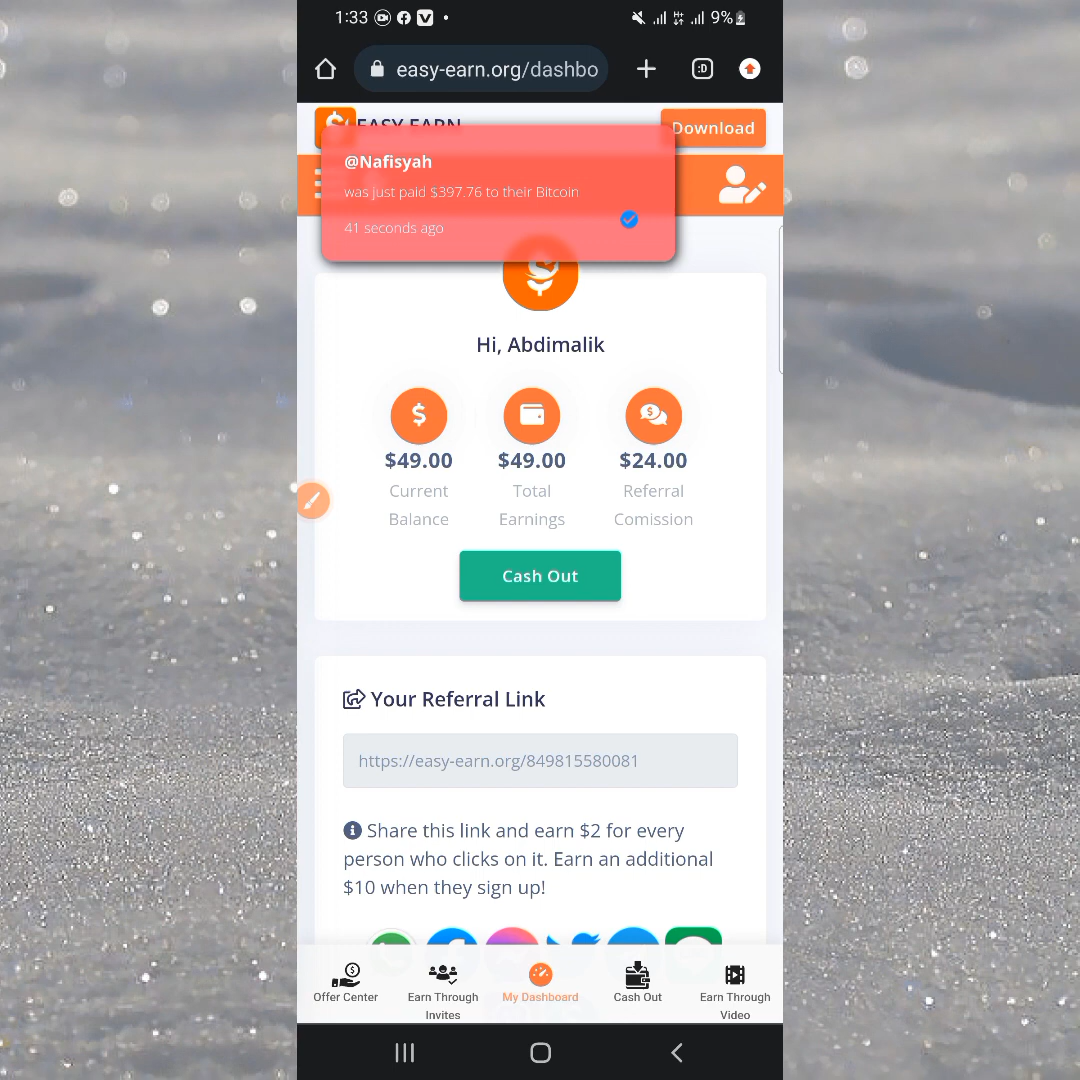 1:33
9%
easy-earn.org/dashbo
:D
EASY EARN
Download
@Nafisyah
was just paid $397.76 to their Bitcoin
41 seconds ago
Hi, Abdimalik
$49.00 $49.00 $24.00
Current Total Referral
Balance Earnings Comission
Cash Out
Your Referral Link
https://easy-earn.org/849815580081
Share this link and earn $2 for every
person who clicks on it. Earn an additional
$10 when they sign up!
Offer Center Earn Through My Dashboard Cash Out Earn Through
Invites Video